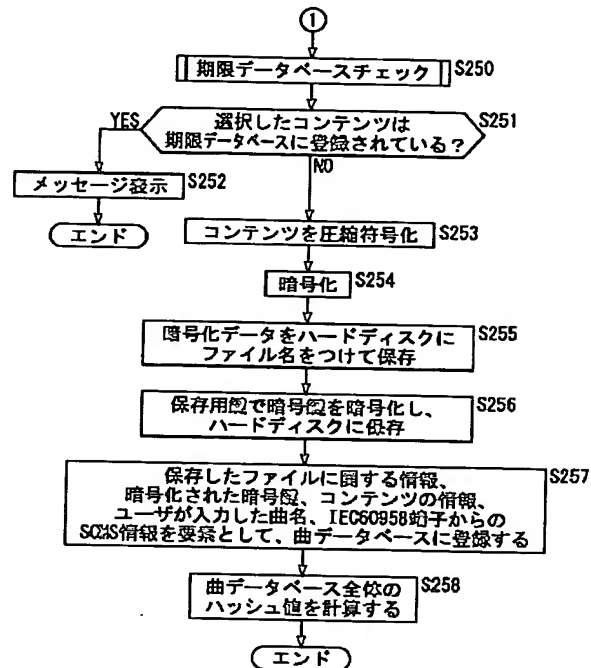 ①
期限データベースチェック S250
選択したコンテンツは S251
期限データベースに登録されている?
YES
NO
メッセージ表示 S252
エンド
コンテンツを圧縮符号化 S253
暗号化 S254
暗号化データをハードディスクに S255
ファイル名をつけて保存
保存用鍵で暗号鍵を暗号化し、 S256
ハードディスクに保存
保存したファイルに関する情報、 S257
暗号化された暗号鍵、コンテンツの情報、
ユーザが入力した曲名、IEC60958端子からの
SCMS情報を要素として、曲データベースに登録する
曲データベース全体の S258
ハッシュ値を計算する
エンド